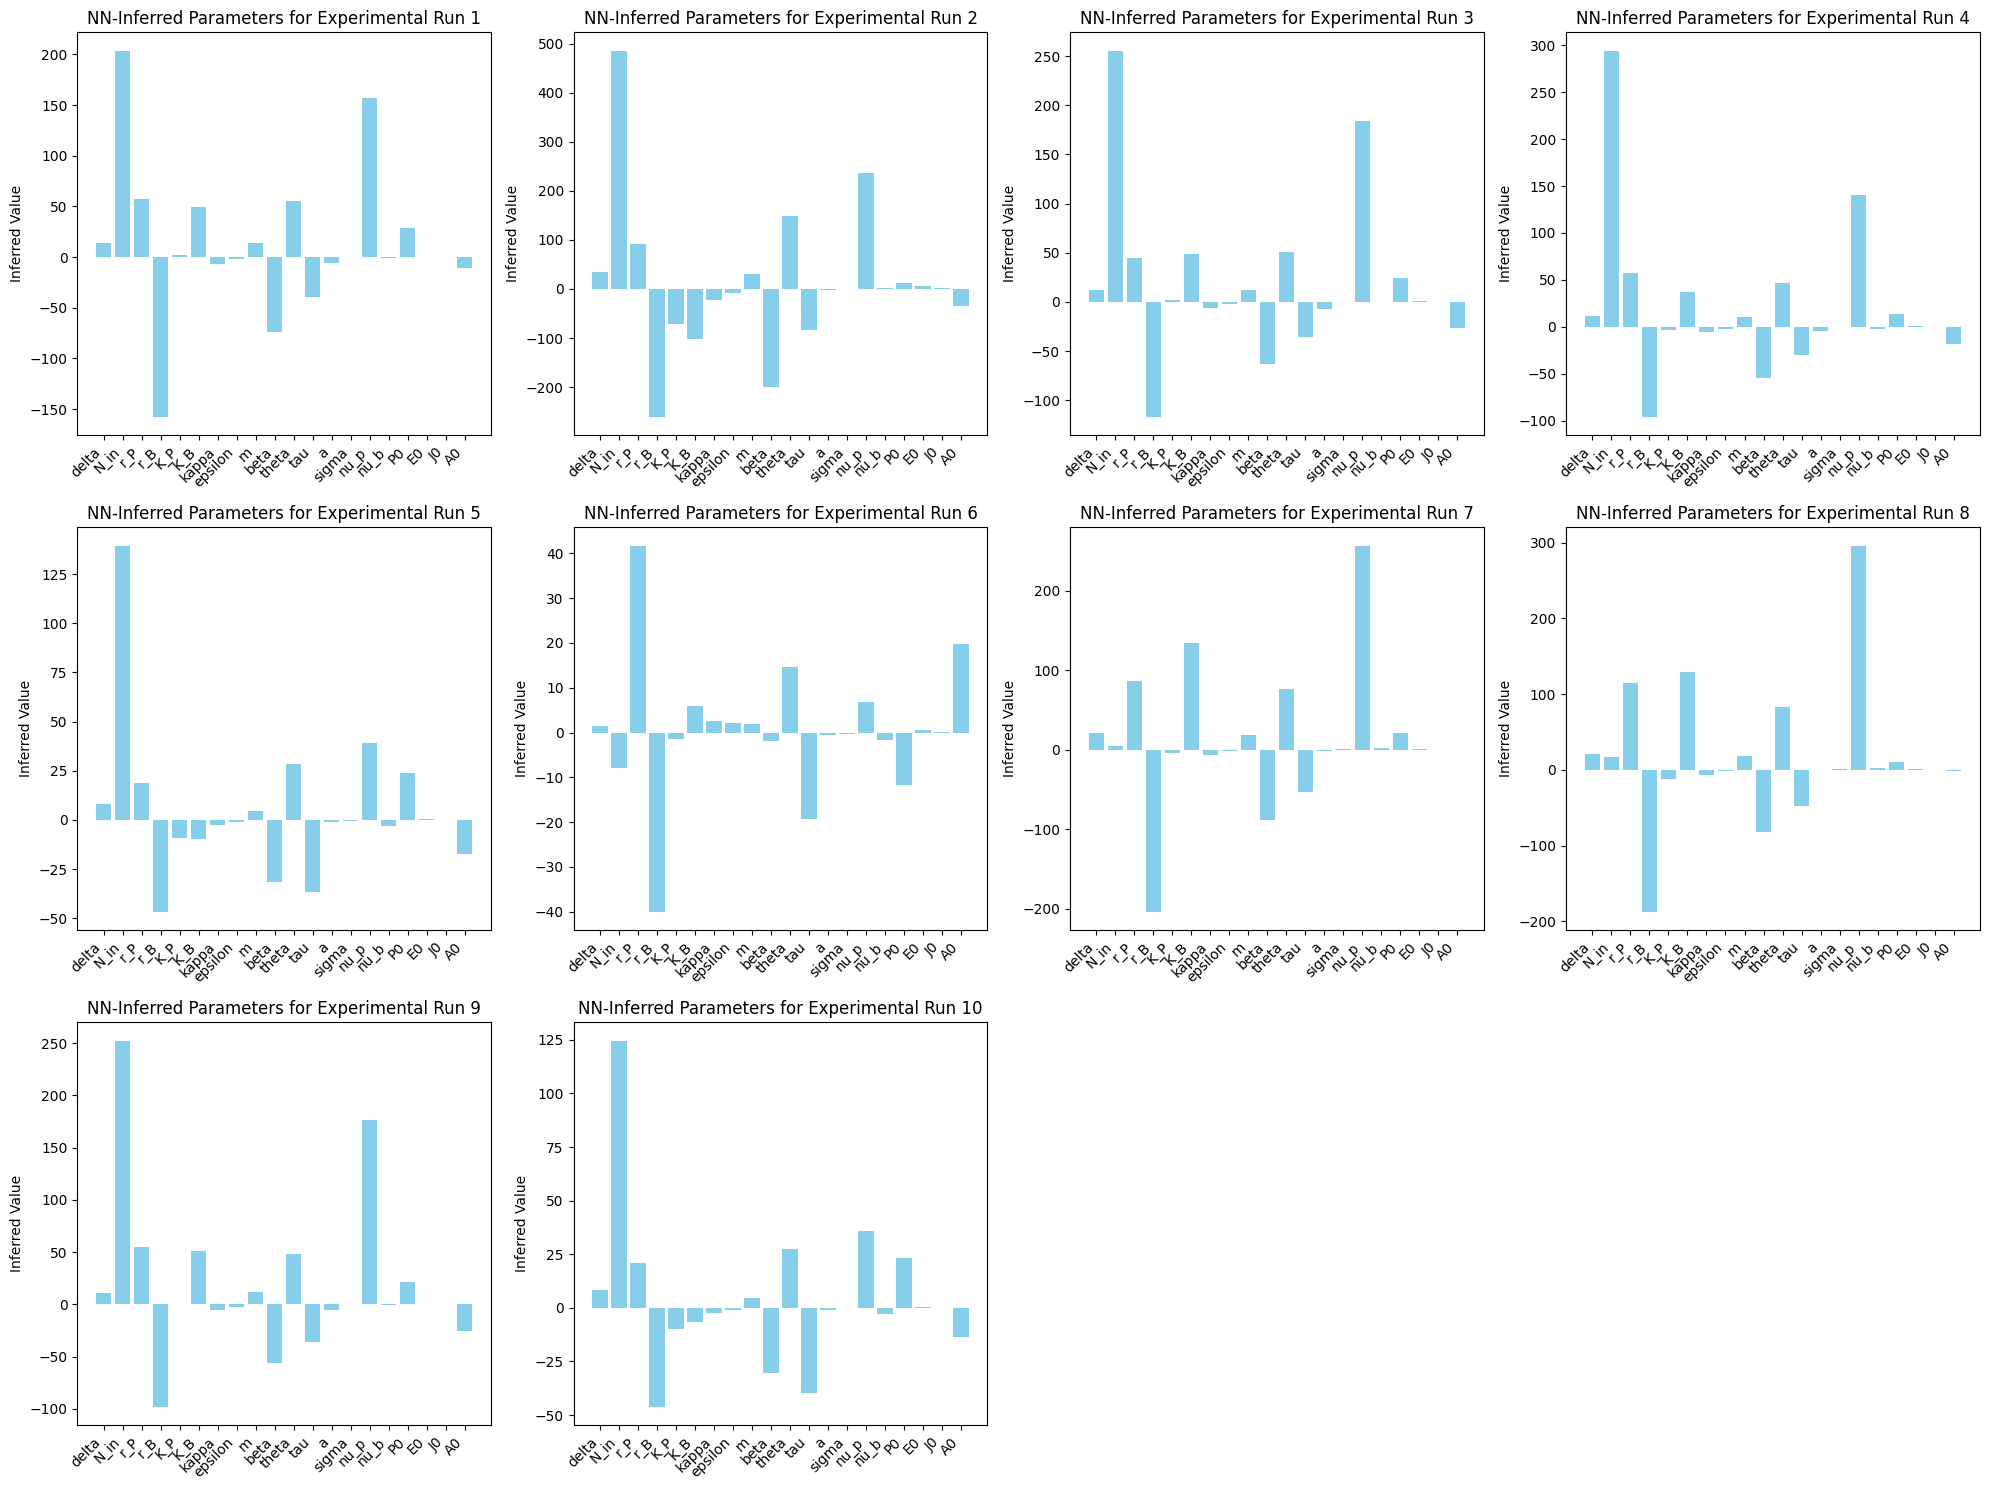 NN-Inferred Parameters for Experimental Run 1
Inferred Value
200
150
100
50
0
−50
−100
−150
delta
N_in
r_P
r_B
K_P
K_B
kappa
epsilon
m
beta
theta
tau
a
sigma
nu_p
nu_b
P0
E0
J0
A0
NN-Inferred Parameters for Experimental Run 2
Inferred Value
500
400
300
200
100
0
−100
−200
delta
N_in
r_P
r_B
K_P
K_B
kappa
epsilon
m
beta
theta
tau
a
sigma
nu_p
nu_b
P0
E0
J0
A0
NN-Inferred Parameters for Experimental Run 3
Inferred Value
250
200
150
100
50
0
−50
−100
delta
N_in
r_P
r_B
K_P
K_B
kappa
epsilon
m
beta
theta
tau
a
sigma
nu_p
nu_b
P0
E0
J0
A0
NN-Inferred Parameters for Experimental Run 4
Inferred Value
300
250
200
150
100
50
0
−50
−100
delta
N_in
r_P
r_B
K_P
K_B
kappa
epsilon
m
beta
theta
tau
a
sigma
nu_p
nu_b
P0
E0
J0
A0
NN-Inferred Parameters for Experimental Run 5
Inferred Value
125
100
75
50
25
0
−25
−50
delta
N_in
r_P
r_B
K_P
K_B
kappa
epsilon
m
beta
theta
tau
a
sigma
nu_p
nu_b
P0
E0
J0
A0
NN-Inferred Parameters for Experimental Run 6
Inferred Value
40
30
20
10
0
−10
−20
−30
−40
delta
N_in
r_P
r_B
K_P
K_B
kappa
epsilon
m
beta
theta
tau
a
sigma
nu_p
nu_b
P0
E0
J0
A0
NN-Inferred Parameters for Experimental Run 7
Inferred Value
200
100
0
−100
−200
delta
N_in
r_P
r_B
K_P
K_B
kappa
epsilon
m
beta
theta
tau
a
sigma
nu_p
nu_b
P0
E0
J0
A0
NN-Inferred Parameters for Experimental Run 8
Inferred Value
300
200
100
0
−100
−200
delta
N_in
r_P
r_B
K_P
K_B
kappa
epsilon
m
beta
theta
tau
a
sigma
nu_p
nu_b
P0
E0
J0
A0
NN-Inferred Parameters for Experimental Run 9
Inferred Value
250
200
150
100
50
0
−50
−100
delta
N_in
r_P
r_B
K_P
K_B
kappa
epsilon
m
beta
theta
tau
a
sigma
nu_p
nu_b
P0
E0
J0
A0
NN-Inferred Parameters for Experimental Run 10
Inferred Value
125
100
75
50
25
0
−25
−50
delta
N_in
r_P
r_B
K_P
K_B
kappa
epsilon
m
beta
theta
tau
a
sigma
nu_p
nu_b
P0
E0
J0
A0